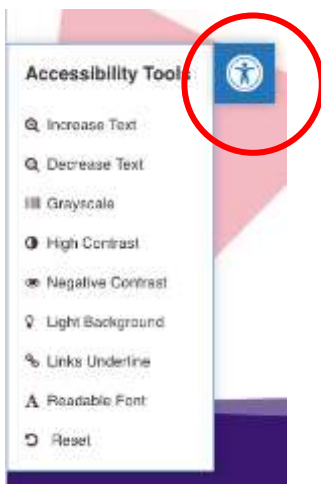 Accessibility Tools
Increase Text
Decrease Text
Grayscale
High Contrast
Negative Contrast
Light Background
Links Underline
Readable Font
Reset